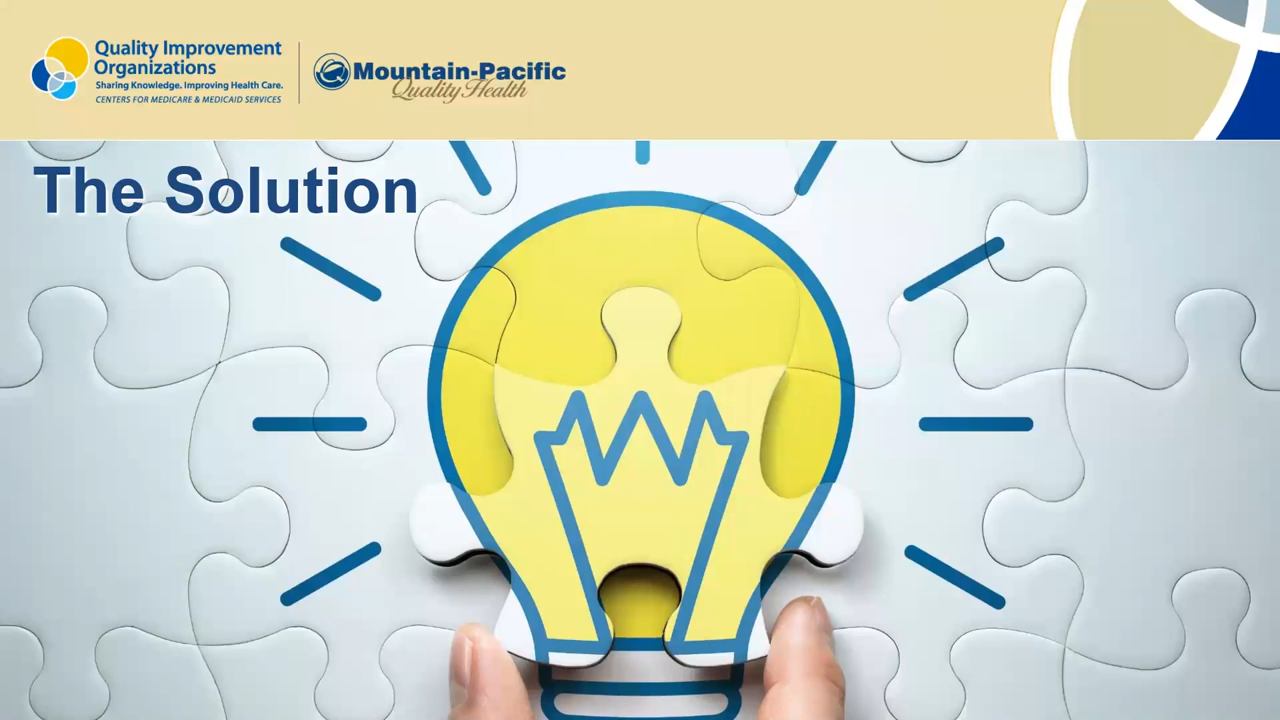 Quality Improvement
Organizations
Sharing Knowledge. Improving Health Care.
CENTERS FOR MEDICARE & MEDICAID SERVICES
Mountain-Pacific
Quality Health
The Solution